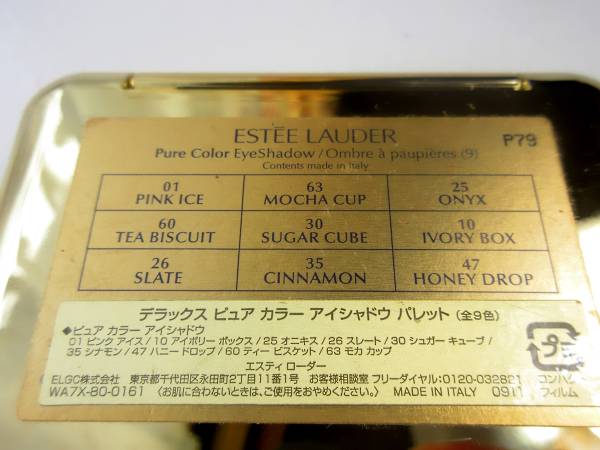 ESTĒE LAUDER
P79
Pure Color EyeShadow/Ombre à paupières (9)
Contents made in Italy
01 63 25
PINK ICE MOCHA CUP ONYX
60 30 10
TEA BISCUIT SUGAR CUBE IVORY BOX
26 35 47
SLATE CINNAMON HONEY DROP
デラックス ピュア カラー アイシャドウ パレット (全9色)
●ピュア カラー アイシャドウ
01 ピンク アイス/10 アイボリー ボックス/25 オニキス/26 スレート/30 シュガー キューブ/
35 シナモン/47 ハニードロップ/60 ティー ビスケット/63 モカ カップ
エスティ ローダー
ELGC株式会社 東京都千代田区永田町2丁目11番1号 お客様相談室 フリーダイヤル:0120-032821
WA7X-80-0161 〈お肌に合わないときは、ご使用をおやめください。〉 MADE IN ITALY 0911
プラ
コンパクト
フィルム